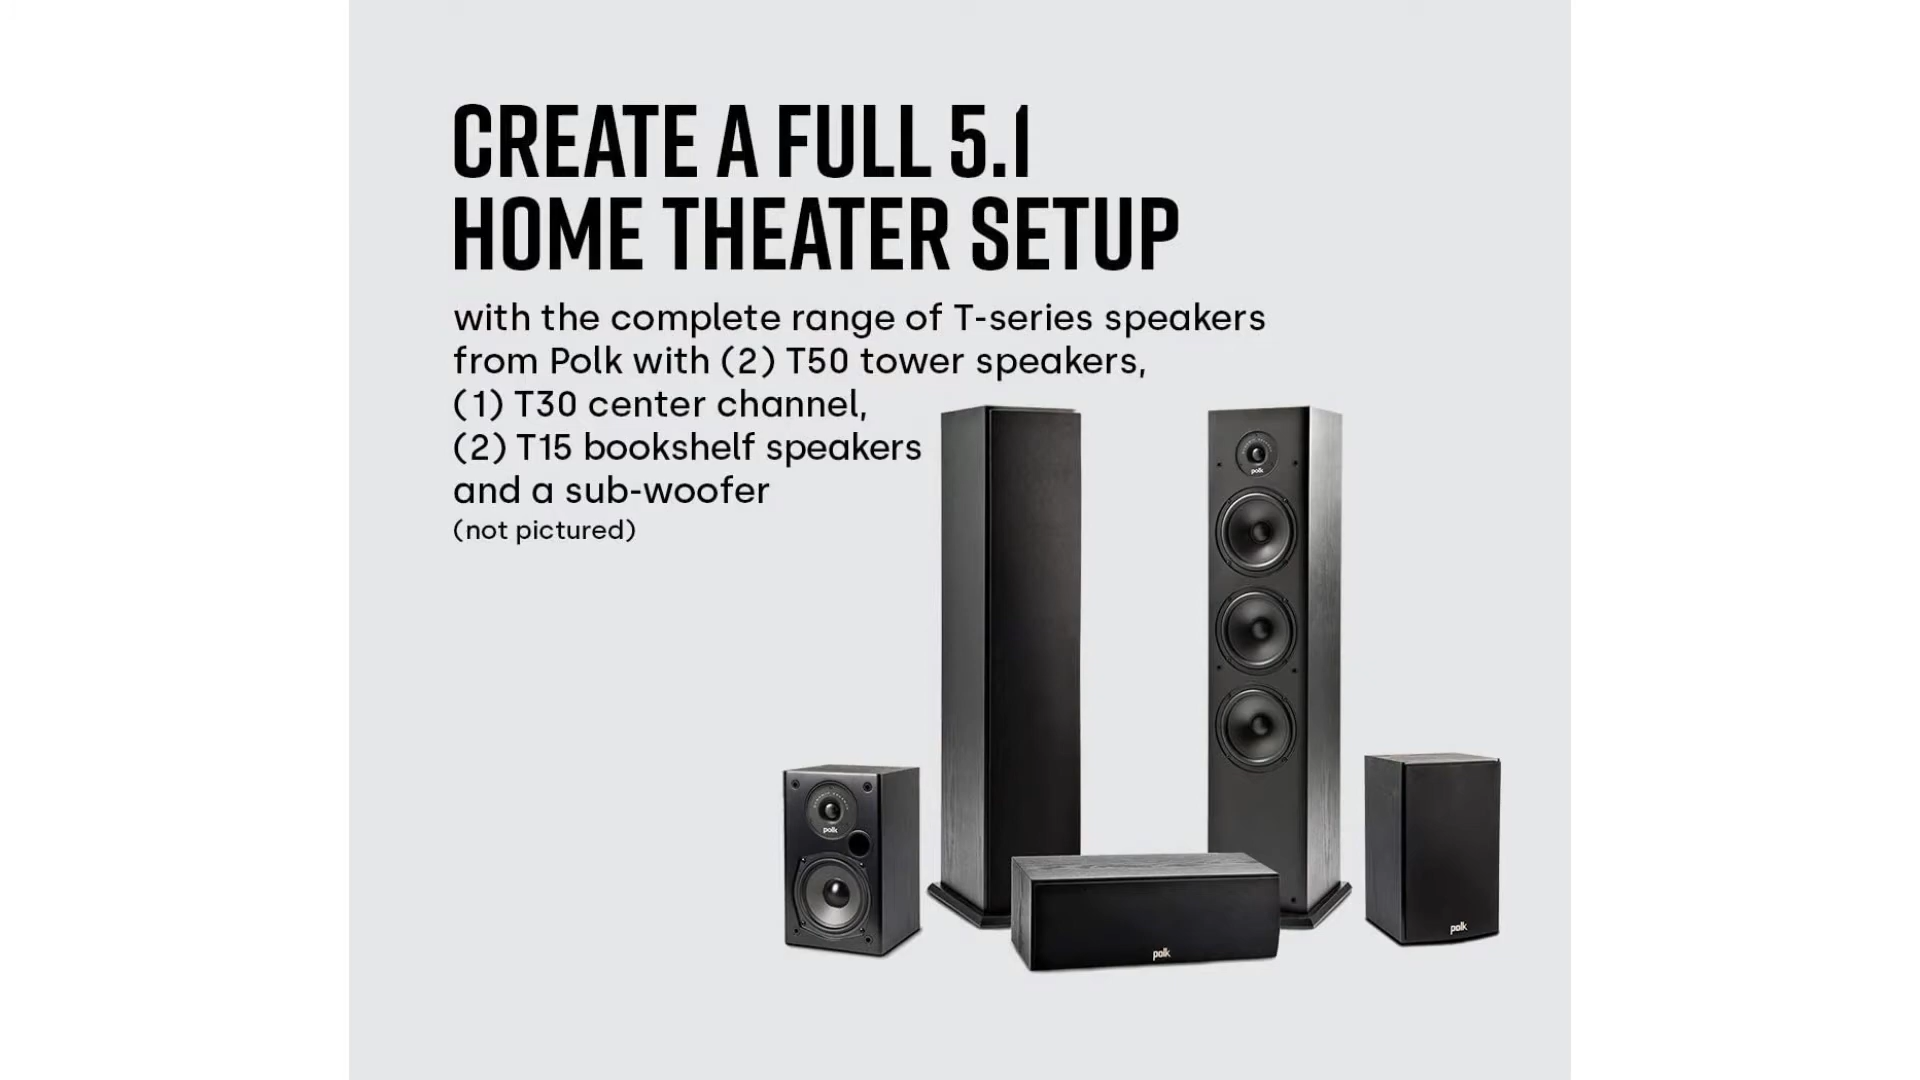 CREATE A FULL 5.1
HOME THEATER SETUP
with the complete range of T-series speakers
from Polk with (2) T50 tower speakers,
(1) T30 center channel,
(2) T15 bookshelf speakers
and a sub-woofer
(not pictured)
polk
polk
polk
polk